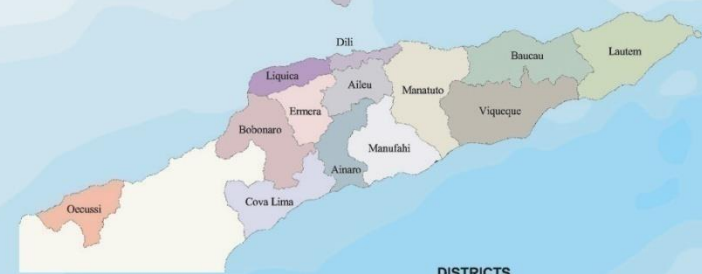 Dili
Lautem
Baucau
Liquica
Aileu
Manatuto
Ermera
Viqueque
Bobonaro
Manufahi
Ainaro
Cova Lima
Oecussi
DISTRICTS